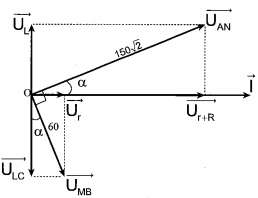 U_L
U_AN
150√2
α
O
I
U_r
U_r+R
α
60
U_LC
U_MB